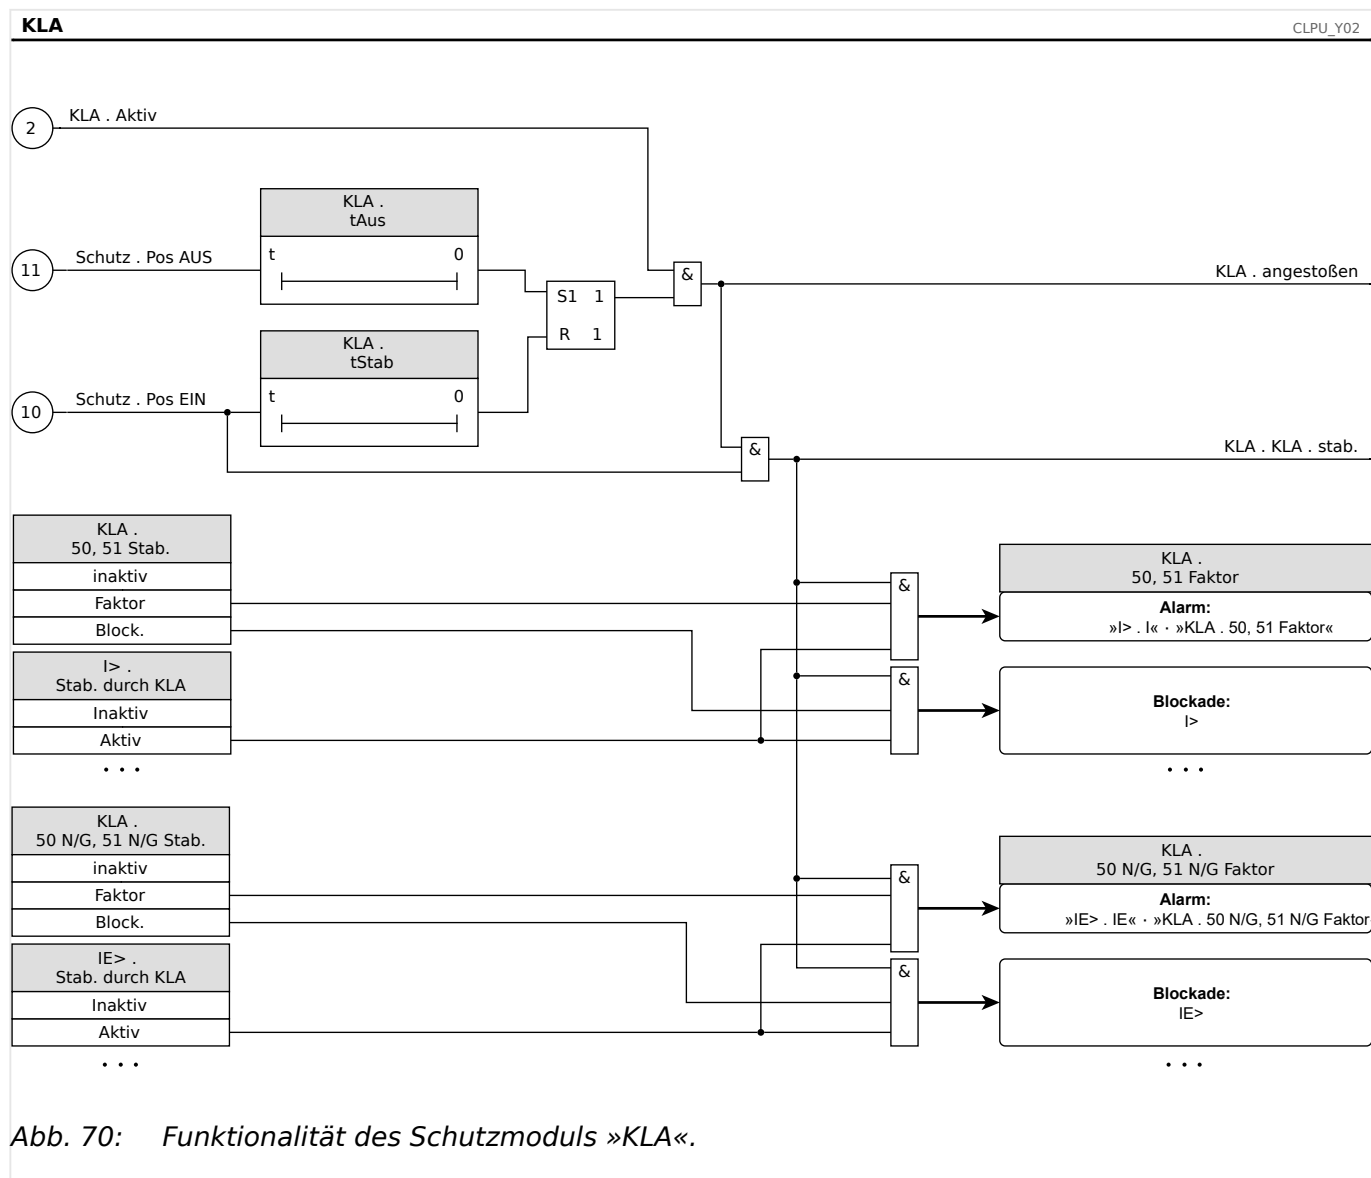 KLA
CLPU_Y02
2
KLA . Aktiv
KLA .
tAus
11
Schutz . Pos AUS
t 0
&
KLA . angestoßen
S1 1
R 1
KLA .
tStab
10
Schutz . Pos EIN
t 0
&
KLA . KLA . stab.
KLA .
50, 51 Stab.
inaktiv
Faktor
Block.
&
KLA .
50, 51 Faktor
Alarm:
»I> . I« · »KLA . 50, 51 Faktor«
I> .
Stab. durch KLA
Inaktiv
Aktiv
. . .
&
Blockade:
I>
. . .
KLA .
50 N/G, 51 N/G Stab.
inaktiv
Faktor
Block.
&
KLA .
50 N/G, 51 N/G Faktor
Alarm:
»IE> . IE« · »KLA . 50 N/G, 51 N/G Faktor
IE> .
Stab. durch KLA
Inaktiv
Aktiv
. . .
&
Blockade:
IE>
. . .
Abb. 70: Funktionalität des Schutzmoduls »KLA«.